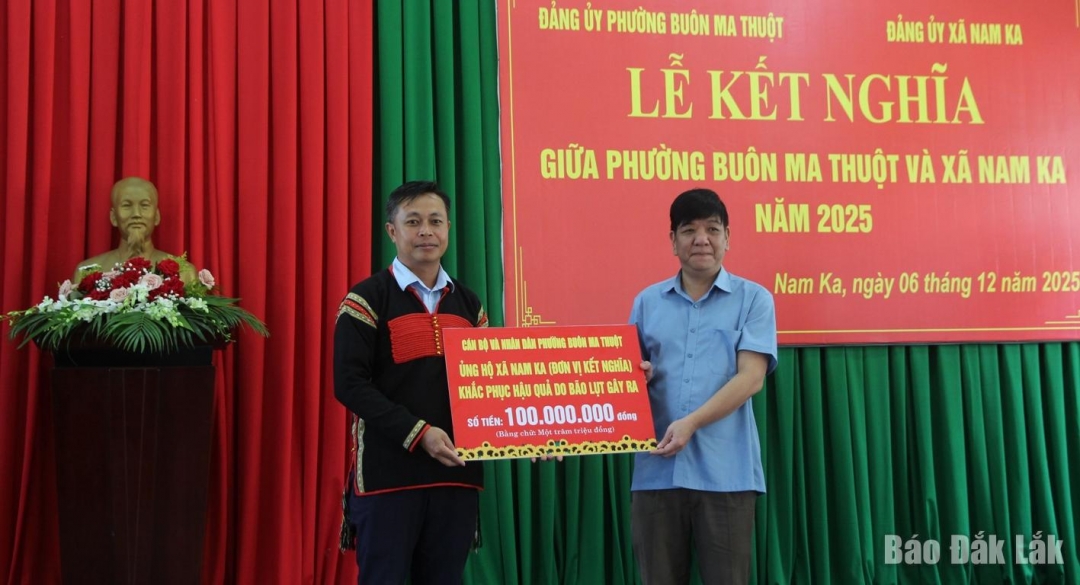 ĐẢNG ỦY PHƯỜNG BUÔN MA THUỘT
ĐẢNG ỦY XÃ NAM KA
LỄ KẾT NGHĨA
GIỮA PHƯỜNG BUÔN MA THUỘT VÀ XÃ NAM KA
NĂM 2025
Nam Ka, ngày 06 tháng 12 năm 2025
CÁN BỘ VÀ NHÂN DÂN PHƯỜNG BUÔN MA THUỘT
ỦNG HỘ XÃ NAM KA (ĐƠN VỊ KẾT NGHĨA)
KHẮC PHỤC HẬU QUẢ DO BÃO LỤT GÂY RA
SỐ TIỀN: 100.000.000 đồng
(Bằng chữ: Một trăm triệu đồng)
Báo Đắk Lắk